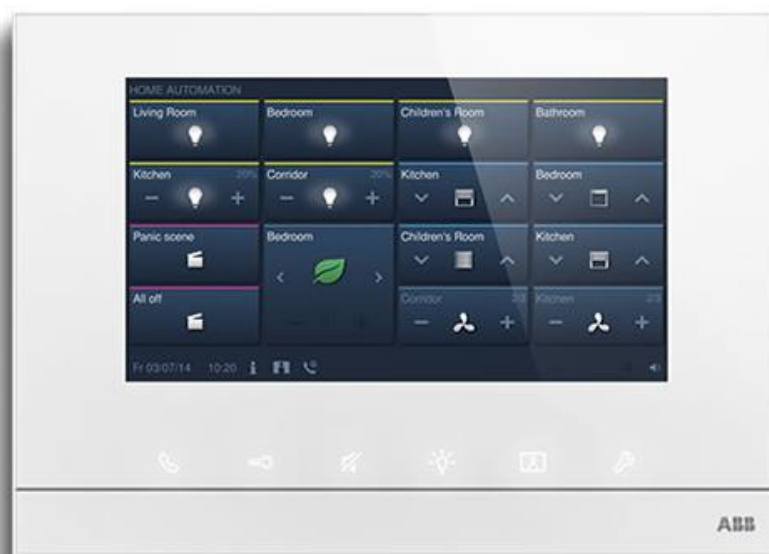 HOME AUTOMATION
Living Room
Bedroom
Children's Room
Bathroom
Kitchen 20%
Corridor 20%
Kitchen
Bedroom
Panic scene
Bedroom
Children's Room
Kitchen
All off
Corridor 2/3
Kitchen 2/3
Fr 03/07/14 10:20
ABB